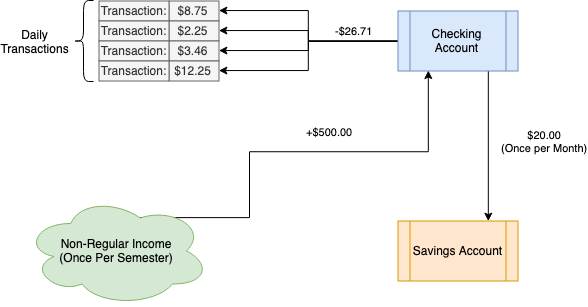 Daily
Transactions
Transaction: $8.75
Transaction: $2.25
Transaction: $3.46
Transaction: $12.25
-$26.71
Checking
Account
+$500.00
$20.00
(Once per Month)
Non-Regular Income
(Once Per Semester)
Savings Account